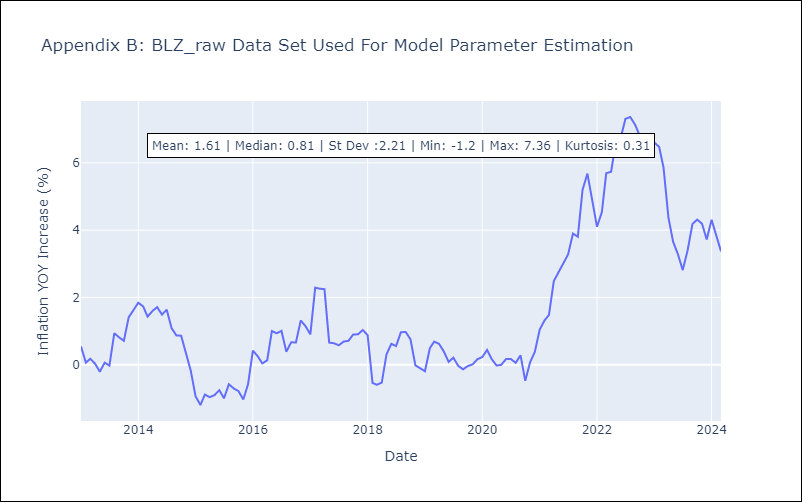 Appendix B: BLZ_raw Data Set Used For Model Parameter Estimation
Mean: 1.61 | Median: 0.81 | St Dev :2.21 | Min: -1.2 | Max: 7.36 | Kurtosis: 0.31
Inflation YOY Increase (%)
6
4
2
0
2014
2016
2018
2020
2022
2024
Date